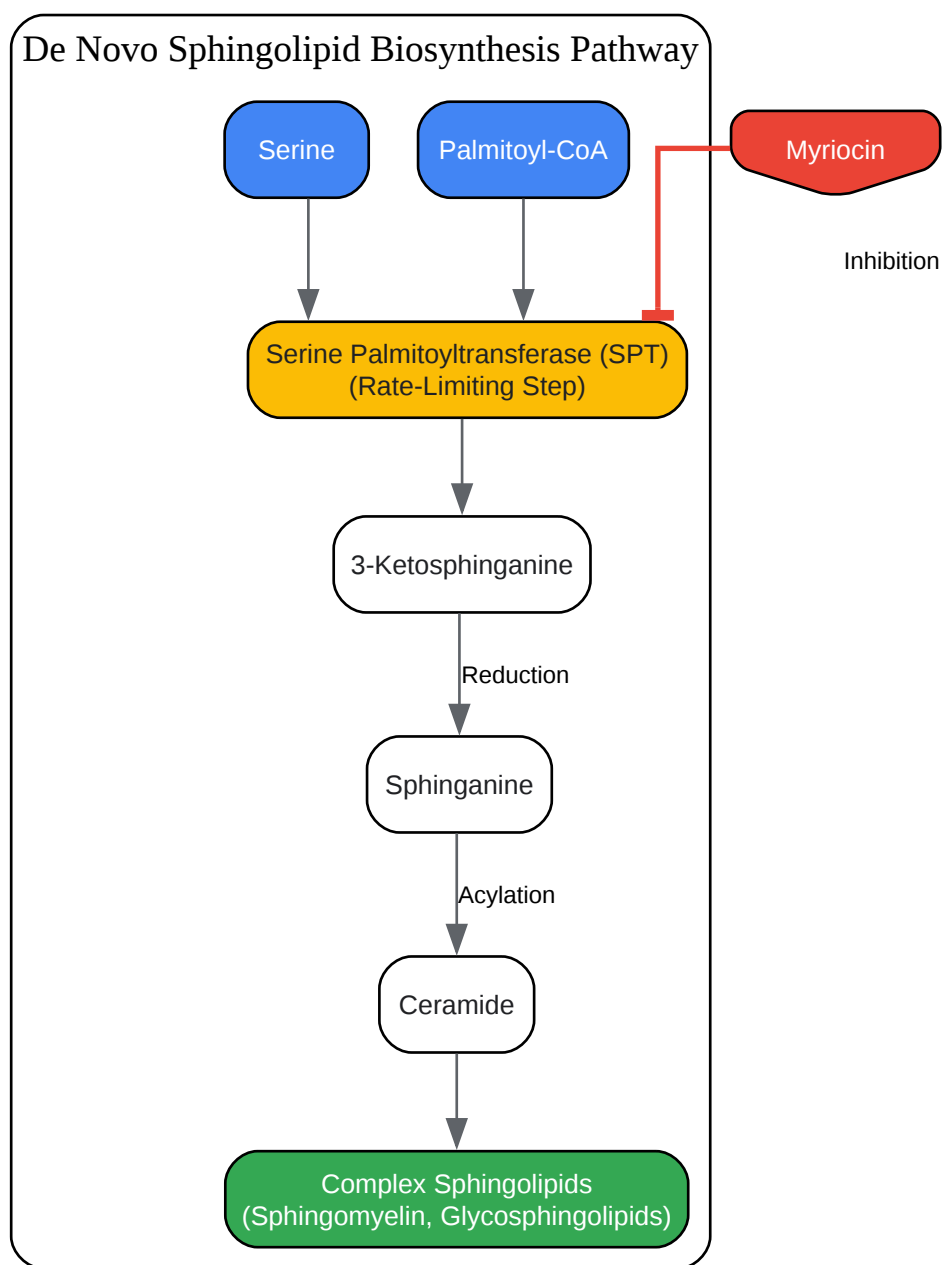 De Novo Sphingolipid Biosynthesis Pathway
Serine
Palmitoyl-CoA
Myriocin
Inhibition
Serine Palmitoyltransferase (SPT)
(Rate-Limiting Step)
3-Ketosphinganine
Reduction
Sphinganine
Acylation
Ceramide
Complex Sphingolipids
(Sphingomyelin, Glycosphingolipids)